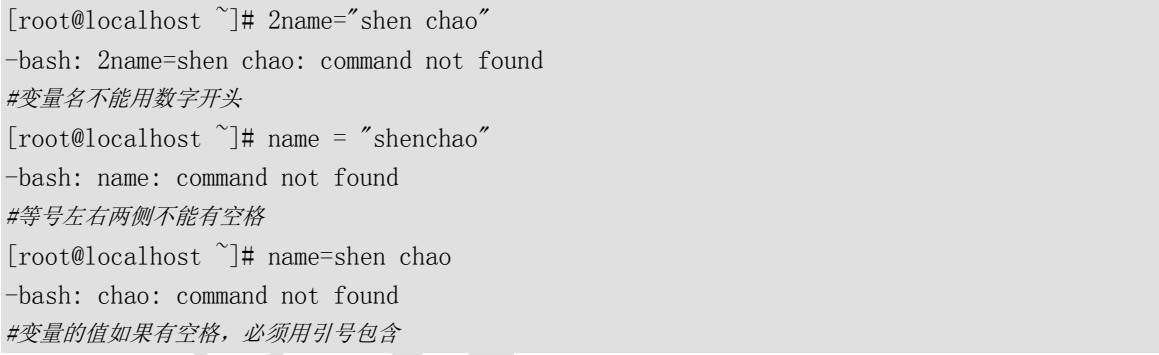 [root@localhost ~]# 2name="shen chao"
-bash: 2name=shen chao: command not found
#变量名不能用数字开头
[root@localhost ~]# name = "shenchao"
-bash: name: command not found
#等号左右两侧不能有空格
[root@localhost ~]# name=shen chao
-bash: chao: command not found
#变量的值如果有空格，必须用引号包含